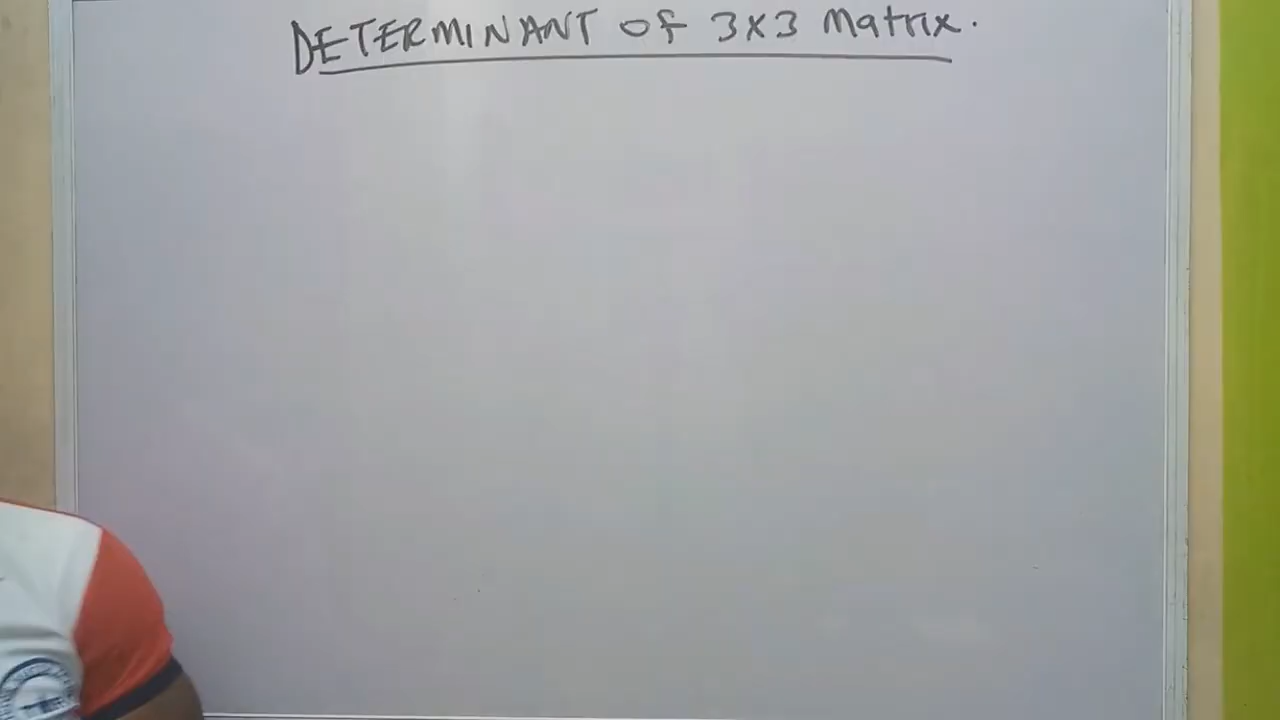 DETERMINANT of 3x3 Matrix.